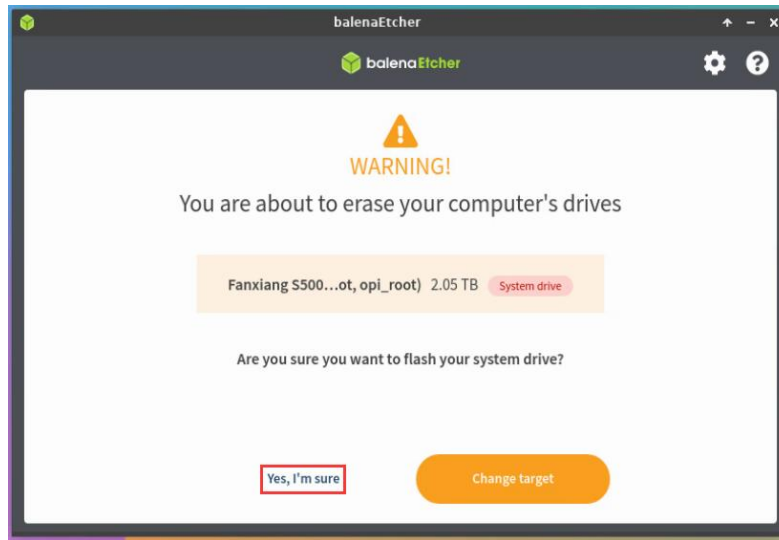 balenaEtcher
balenaEtcher
WARNING!
You are about to erase your computer's drives
Fanxiang S500...ot, opi_root) 2.05 TB System drive
Are you sure you want to flash your system drive?
Yes, I'm sure Change target